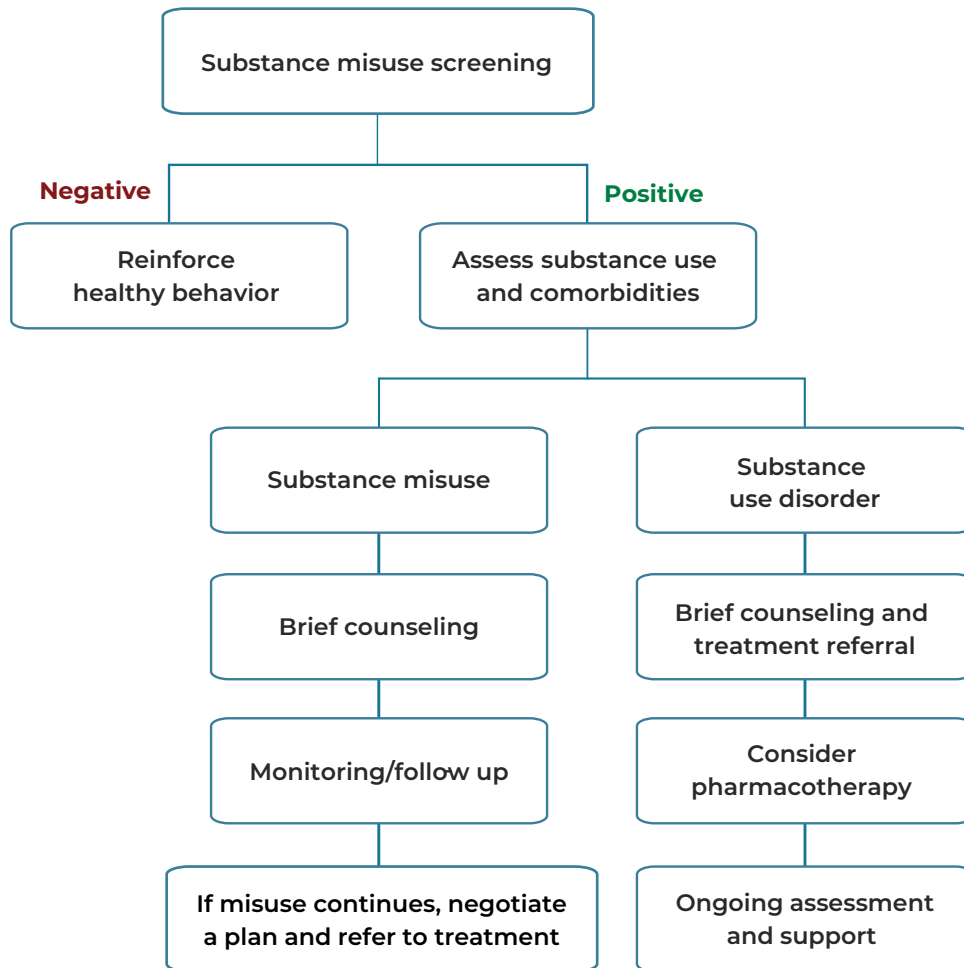 Substance misuse screening
Negative
Positive
Reinforce
healthy behavior
Assess substance use
and comorbidities
Substance misuse
Substance
use disorder
Brief counseling
Brief counseling and
treatment referral
Monitoring/follow up
Consider
pharmacotherapy
If misuse continues, negotiate
a plan and refer to treatment
Ongoing assessment
and support